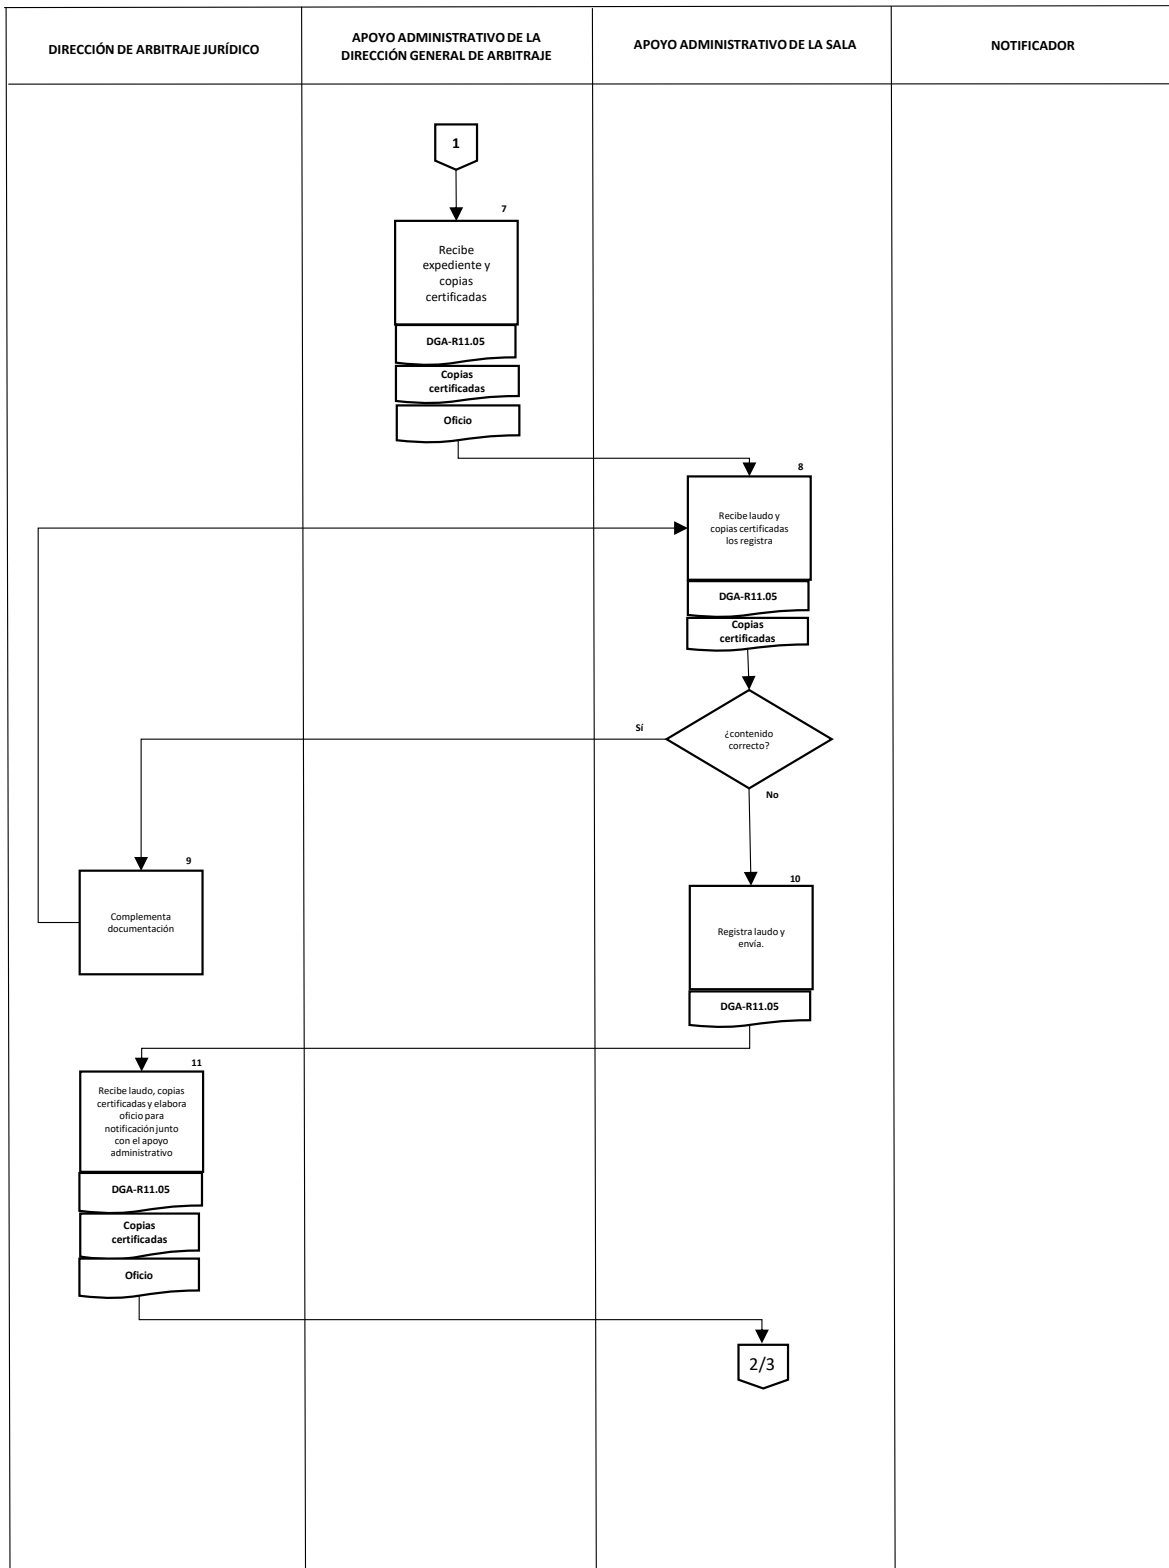 DIRECCIÓN DE ARBITRAJE JURÍDICO
APOYO ADMINISTRATIVO DE LA
DIRECCIÓN GENERAL DE ARBITRAJE
APOYO ADMINISTRATIVO DE LA SALA
NOTIFICADOR
1
7
Recibe
expediente y
copias
certificadas
DGA-R11.05
Copias
certificadas
Oficio
8
Recibe laudo y
copias certificadas
los registra
DGA-R11.05
Copias
certificadas
Sí
¿contenido
correcto?
No
9
Complementa
documentación
10
Registra laudo y
envía.
DGA-R11.05
11
Recibe laudo, copias
certificadas y elabora
oficio para
notificación junto
con el apoyo
administrativo
DGA-R11.05
Copias
certificadas
Oficio
2/3